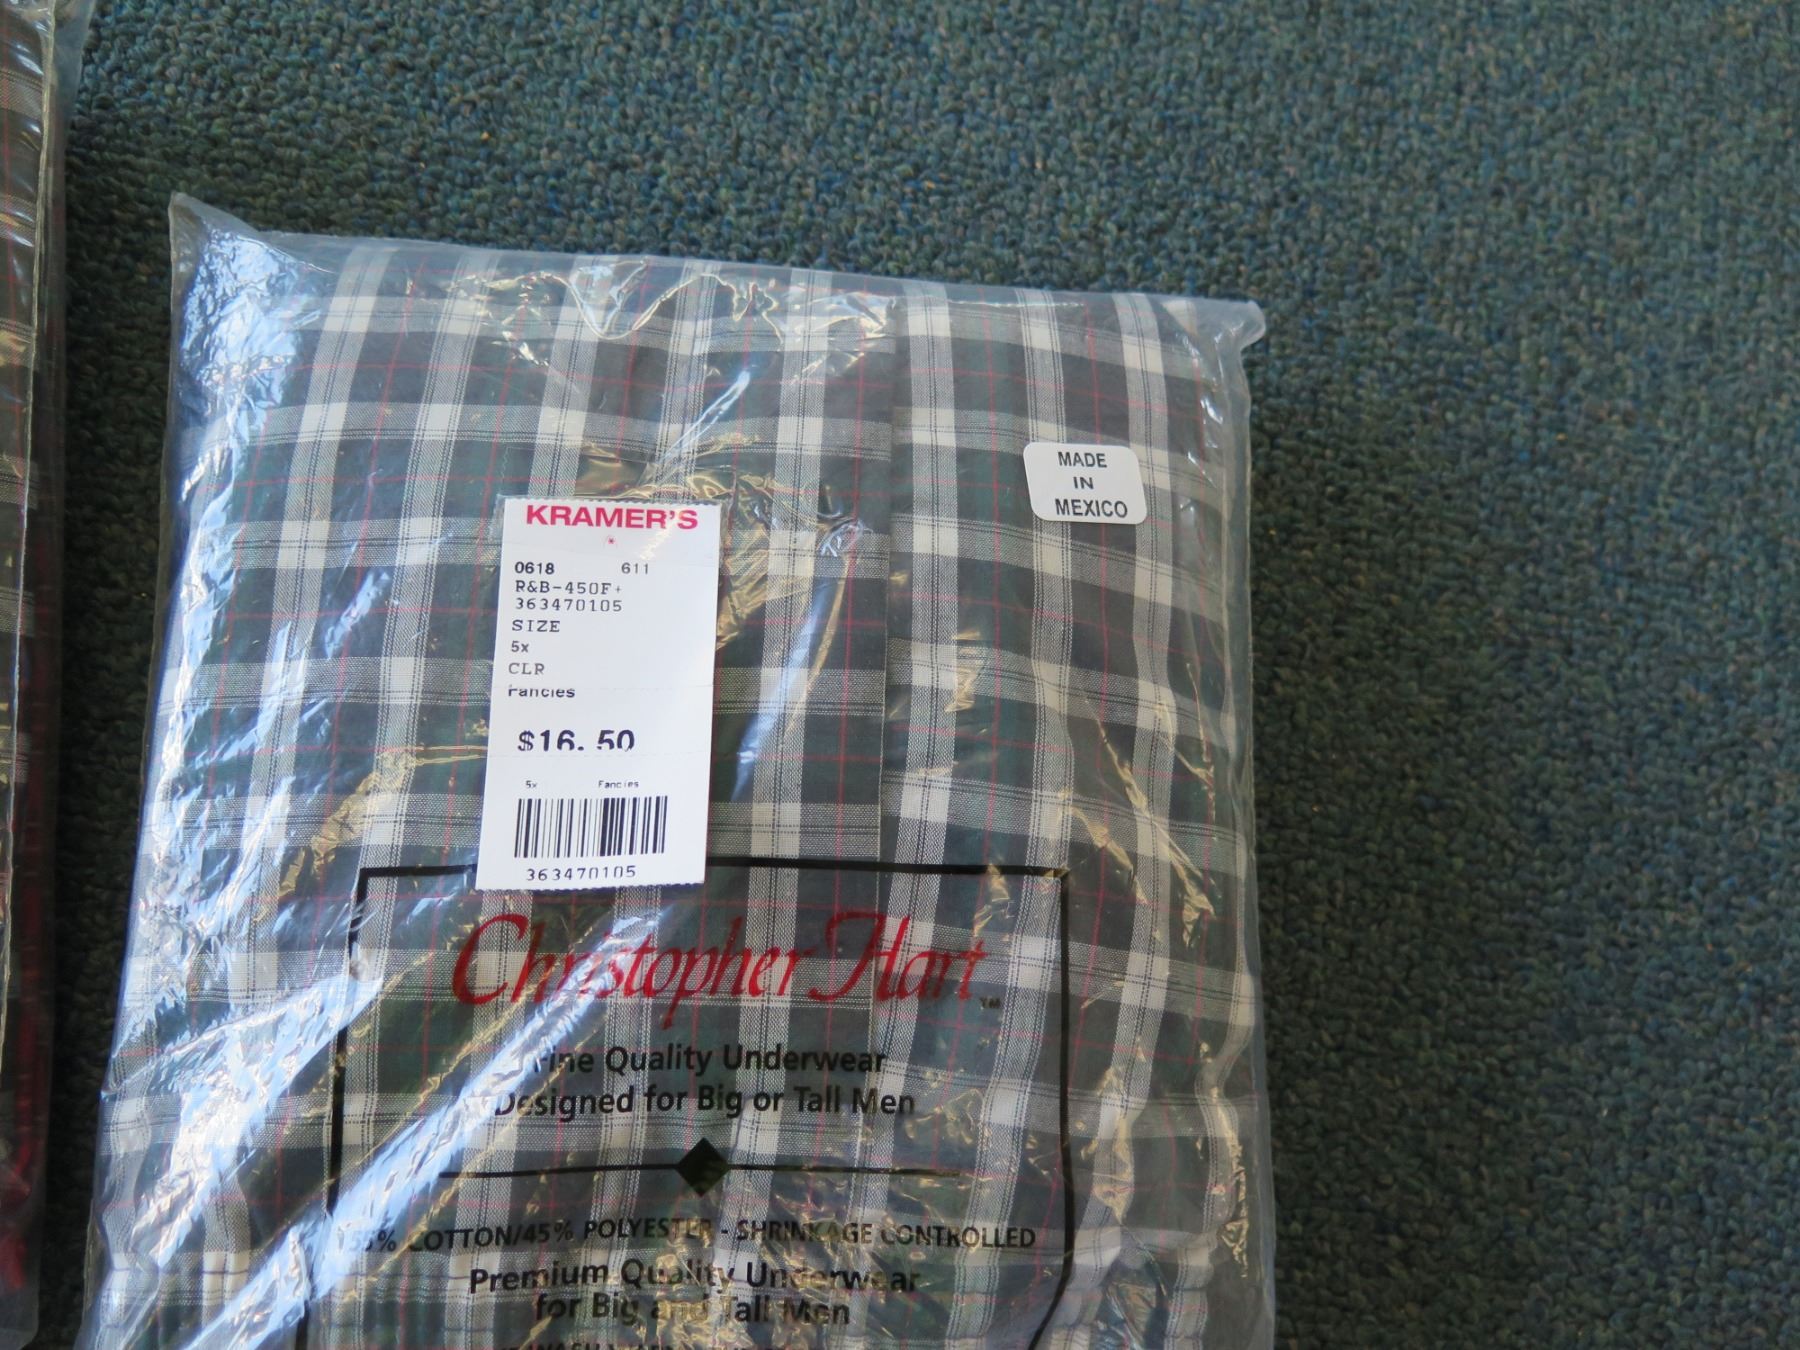 KRAMER'S
0618 611
R&B-450F+
363470105
SIZE
5x
CLR
Fancies
$16.50
5x Fancies
363470105
MADE
IN
MEXICO
Christopher Hart™
Fine Quality Underwear
Designed for Big or Tall Men
55% COTTON/45% POLYESTER - SHRINKAGE CONTROLLED
Premium Quality Underwear
for Big and Tall Men